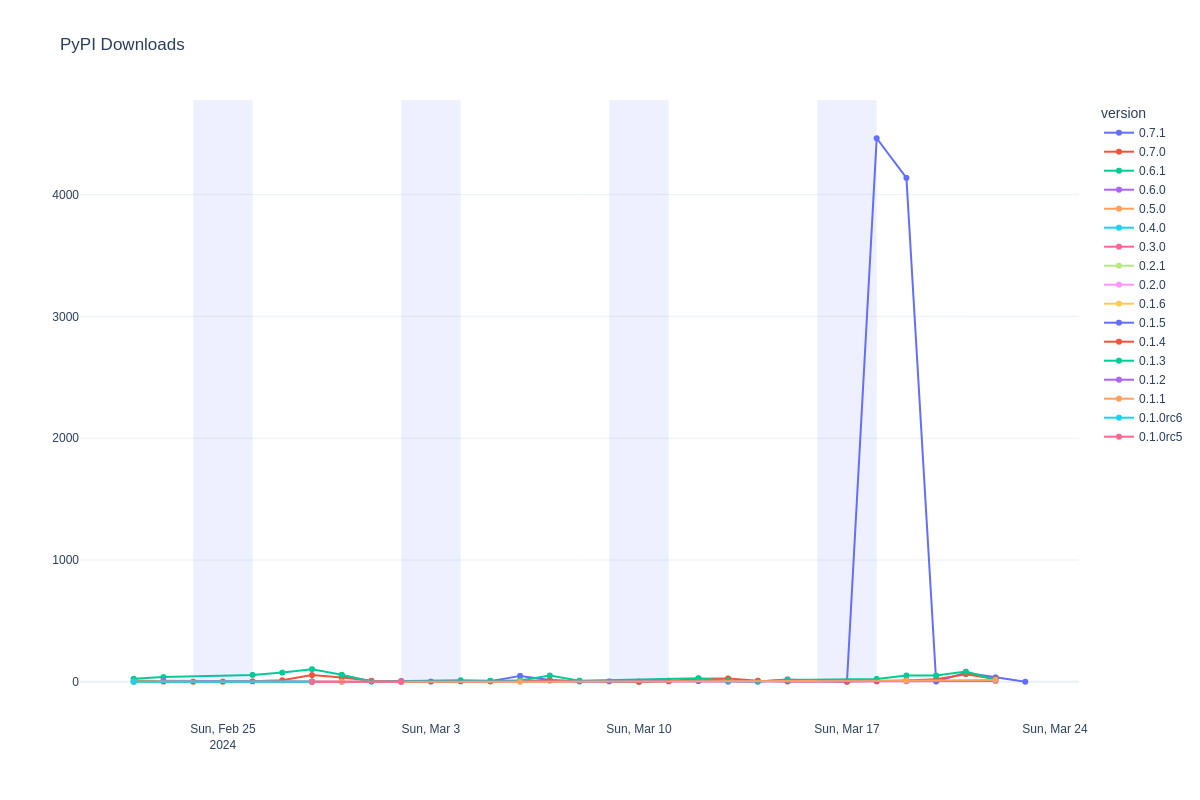 PyPI Downloads
version
0.7.1
0.7.0
0.6.1
0.6.0
0.5.0
0.4.0
0.3.0
0.2.1
0.2.0
0.1.6
0.1.5
0.1.4
0.1.3
0.1.2
0.1.1
0.1.0rc6
0.1.0rc5
4000
3000
2000
1000
0
Sun, Feb 25
2024
Sun, Mar 3
Sun, Mar 10
Sun, Mar 17
Sun, Mar 24